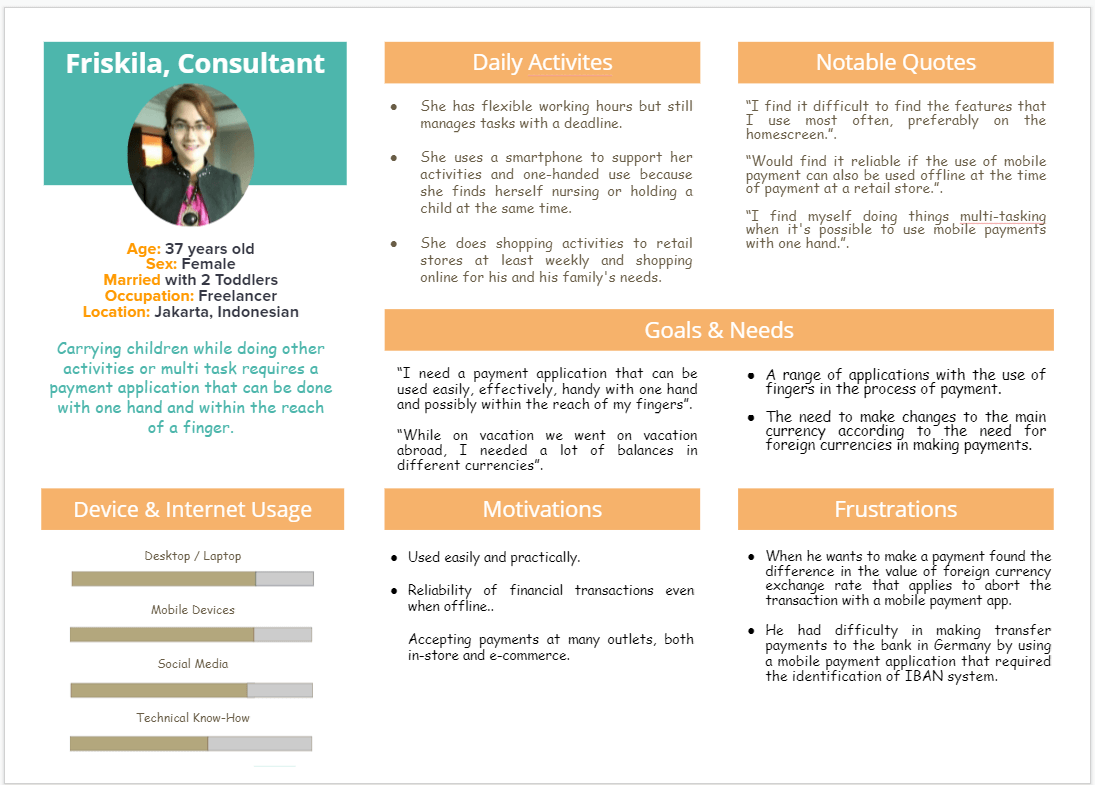 Friskila, Consultant
Age: 37 years old
Sex: Female
Married with 2 Toddlers
Occupation: Freelancer
Location: Jakarta, Indonesian
Carrying children while doing other
activities or multi task requires a
payment application that can be done
with one hand and within the reach
of a finger.
Daily Activites
● She has flexible working hours but still
manages tasks with a deadline.
● She uses a smartphone to support her
activities and one-handed use because
she finds herself nursing or holding a
child at the same time.
● She does shopping activities to retail
stores at least weekly and shopping
online for his and his family's needs.
Notable Quotes
“I find it difficult to find the features that
I use most often, preferably on the
homescreen.”.
“Would find it reliable if the use of mobile
payment can also be used offline at the time
of payment at a retail store.”.
“I find myself doing things multi-tasking
when it's possible to use mobile payments
with one hand.”.
Goals & Needs
“I need a payment application that can be
used easily, effectively, handy with one hand
and possibly within the reach of my fingers”.
“While on vacation we went on vacation
abroad, I needed a lot of balances in
different currencies”.
● A range of applications with the use of
fingers in the process of payment.
● The need to make changes to the main
currency according to the need for
foreign currencies in making payments.
Device & Internet Usage
Desktop / Laptop
Mobile Devices
Social Media
Technical Know-How
Motivations
● Used easily and practically.
● Reliability of financial transactions even
when offline..
Accepting payments at many outlets, both
in-store and e-commerce.
Frustrations
● When he wants to make a payment found the
difference in the value of foreign currency
exchange rate that applies to abort the
transaction with a mobile payment app.
● He had difficulty in making transfer
payments to the bank in Germany by using
a mobile payment application that required
the identification of IBAN system.